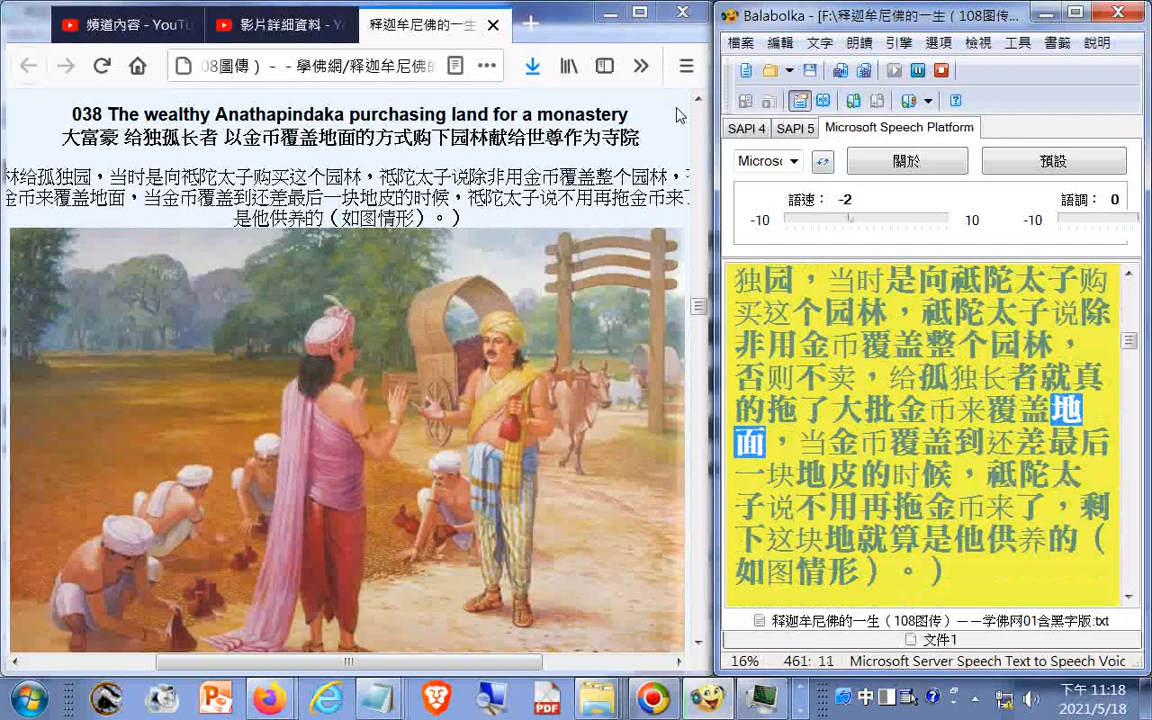 頻道內容 - YouTu
影片詳細資料 - Yo
释迦牟尼佛的一生
08圖傳） - - 學佛網/释迦牟尼佛的
038 The wealthy Anathapindaka purchasing land for a monastery
大富豪 给独孤长者 以金币覆盖地面的方式购下园林献给世尊作为寺院
林给孤独园，当时是向祗陀太子购买这个园林，祗陀太子说除非用金币覆盖整个园林，
金币来覆盖地面，当金币覆盖到还差最后一块地皮的时候，祗陀太子说不用再拖金币来了
是他供养的（如图情形）。）
Balabolka - [F:\释迦牟尼佛的一生（108图传）...
檔案 編輯 文字 朗讀 引擎 選項 檢視 工具 書籤 說明
SAPI 4 SAPI 5 Microsoft Speech Platform
Microsc 關於 預設
語速： -2 語調： 0
-10 10 -10
独园，当时是向祗陀太子购
买这个园林，祗陀太子说除
非用金币覆盖整个园林，
否则不卖，给孤独长者就真
的拖了大批金币来覆盖地
面，当金币覆盖到还差最后
一块地皮的时候，祗陀太
子说不用再拖金币来了，剩
下这块地就算是他供养的（
如图情形）。）
释迦牟尼佛的一生（108图传）——学佛网01含黑字版.txt
文件1
16% 461: 11 Microsoft Server Speech Text to Speech Voic
PDF
中
下午 11:18
2021/5/18